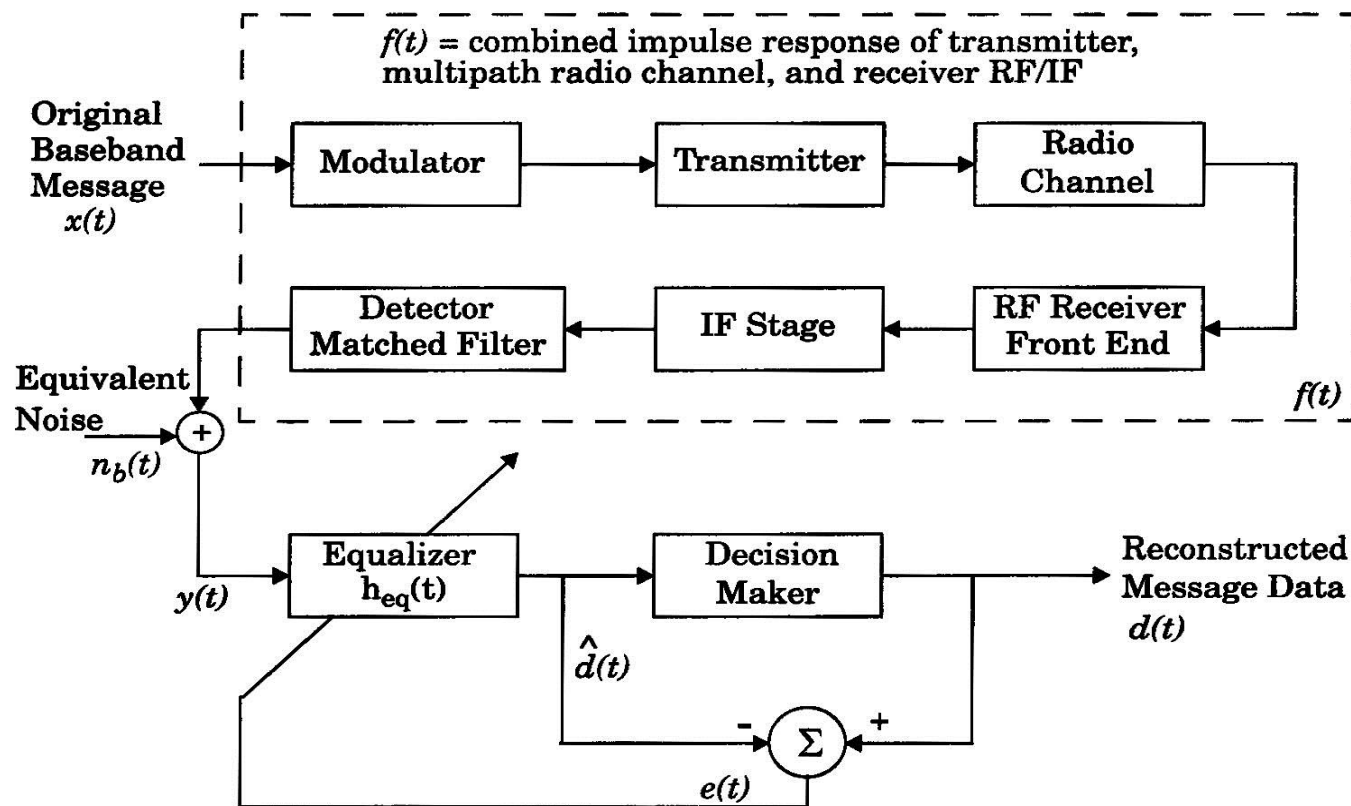 f(t) = combined impulse response of transmitter,
multipath radio channel, and receiver RF/IF
Original
Baseband
Message
x(t)
Modulator
Transmitter
Radio
Channel
Detector
Matched Filter
IF Stage
RF Receiver
Front End
f(t)
Equivalent
Noise
n_b(t)
+
y(t)
Equalizer
h_eq(t)
Decision
Maker
Reconstructed
Message Data
d(t)
^
d(t)
-
Σ
+
e(t)